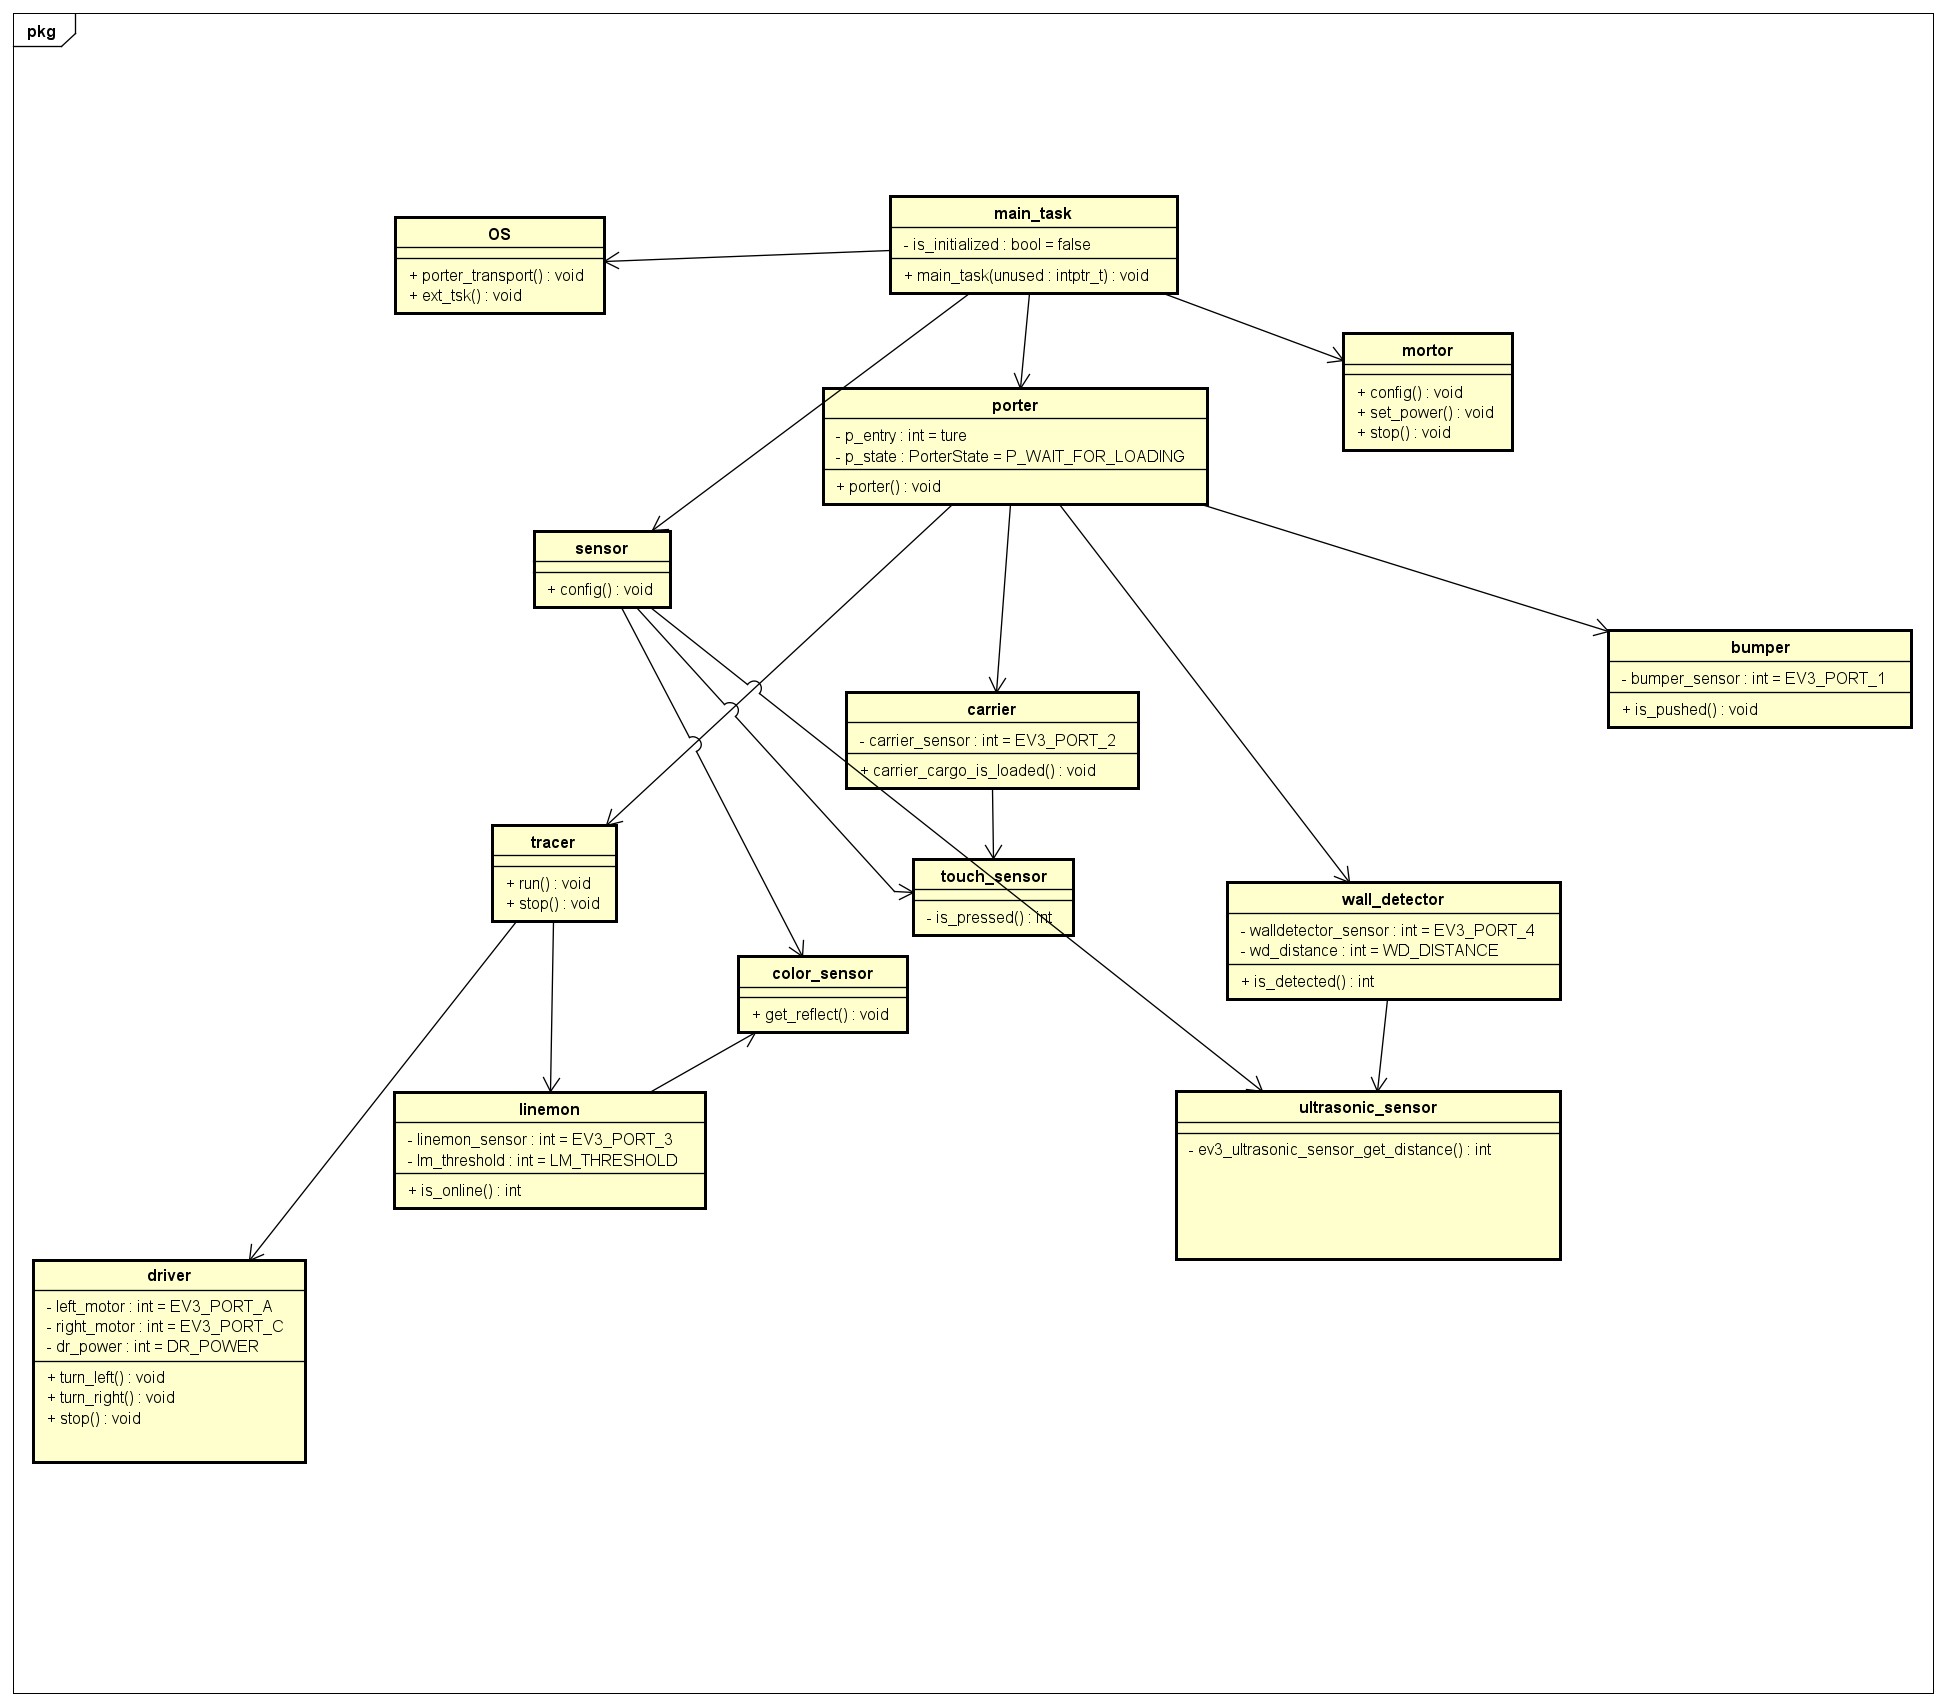 pkg
OS
+ porter_transport() : void
+ ext_tsk() : void
main_task
- is_initialized : bool = false
+ main_task(unused : intptr_t) : void
mortor
+ config() : void
+ set_power() : void
+ stop() : void
porter
- p_entry : int = ture
- p_state : PorterState = P_WAIT_FOR_LOADING
+ porter() : void
sensor
+ config() : void
bumper
- bumper_sensor : int = EV3_PORT_1
+ is_pushed() : void
carrier
- carrier_sensor : int = EV3_PORT_2
+ carrier_cargo_is_loaded() : void
tracer
+ run() : void
+ stop() : void
touch_sensor
- is_pressed() : int
wall_detector
- walldetector_sensor : int = EV3_PORT_4
- wd_distance : int = WD_DISTANCE
+ is_detected() : int
color_sensor
+ get_reflect() : void
linemon
- linemon_sensor : int = EV3_PORT_3
- lm_threshold : int = LM_THRESHOLD
+ is_online() : int
ultrasonic_sensor
- ev3_ultrasonic_sensor_get_distance() : int
driver
- left_motor : int = EV3_PORT_A
- right_motor : int = EV3_PORT_C
- dr_power : int = DR_POWER
+ turn_left() : void
+ turn_right() : void
+ stop() : void